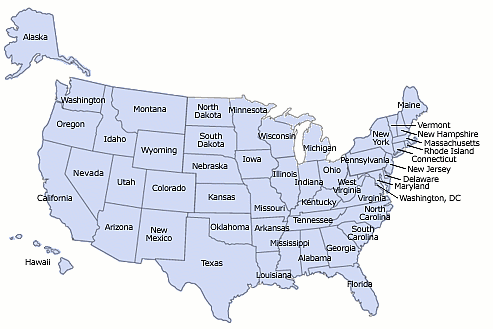 Alaska
Maine
Washington
Montana
North
Dakota
Minnesota
Vermont
New Hampshire
Massachusetts
Rhode Island
Connecticut
New Jersey
Delaware
Maryland
Washington, DC
Oregon
Idaho
Wyoming
South
Dakota
Wisconsin
Michigan
New
York
Nebraska
Iowa
Pennsylvania
Nevada
Utah
Colorado
Kansas
Illinois
Indiana
Ohio
West
Virginia
Virginia
California
Missouri
Kentucky
North
Carolina
Arizona
New
Mexico
Oklahoma
Arkansas
Tennessee
South
Carolina
Texas
Mississippi
Alabama
Georgia
Louisiana
Florida
Hawaii